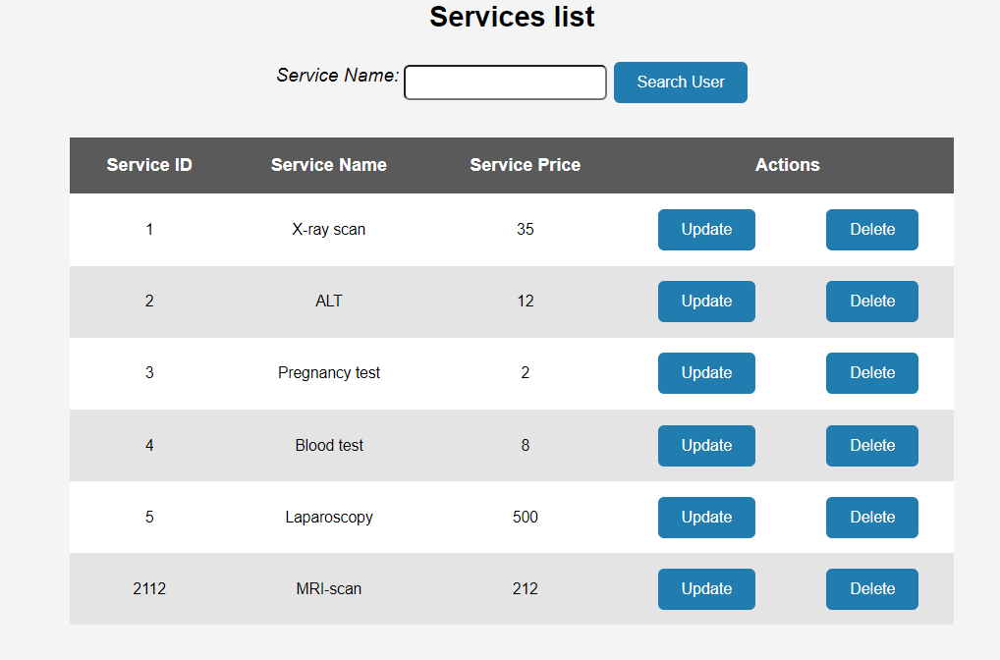 Services list
Service Name: Search User
Service ID Service Name Service Price Actions
1 X-ray scan 35 Update Delete
2 ALT 12 Update Delete
3 Pregnancy test 2 Update Delete
4 Blood test 8 Update Delete
5 Laparoscopy 500 Update Delete
2112 MRI-scan 212 Update Delete